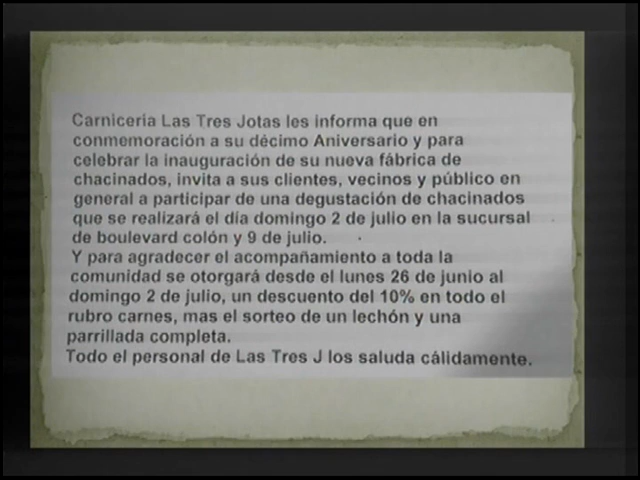 Carniceria Las Tres Jotas les informa que en
conmemoración a su décimo Aniversario y para
celebrar la inauguración de su nueva fábrica de
chacinados, invita a sus clientes, vecinos y público en
general a participar de una degustación de chacinados
que se realizará el día domingo 2 de julio en la sucursal
de boulevard colón y 9 de julio.
Y para agradecer el acompañamiento a toda la
comunidad se otorgará desde el lunes 26 de junio al
domingo 2 de julio, un descuento del 10% en todo el
rubro carnes, mas el sorteo de un lechón y una
parrillada completa.
Todo el personal de Las Tres J los saluda cálidamente.